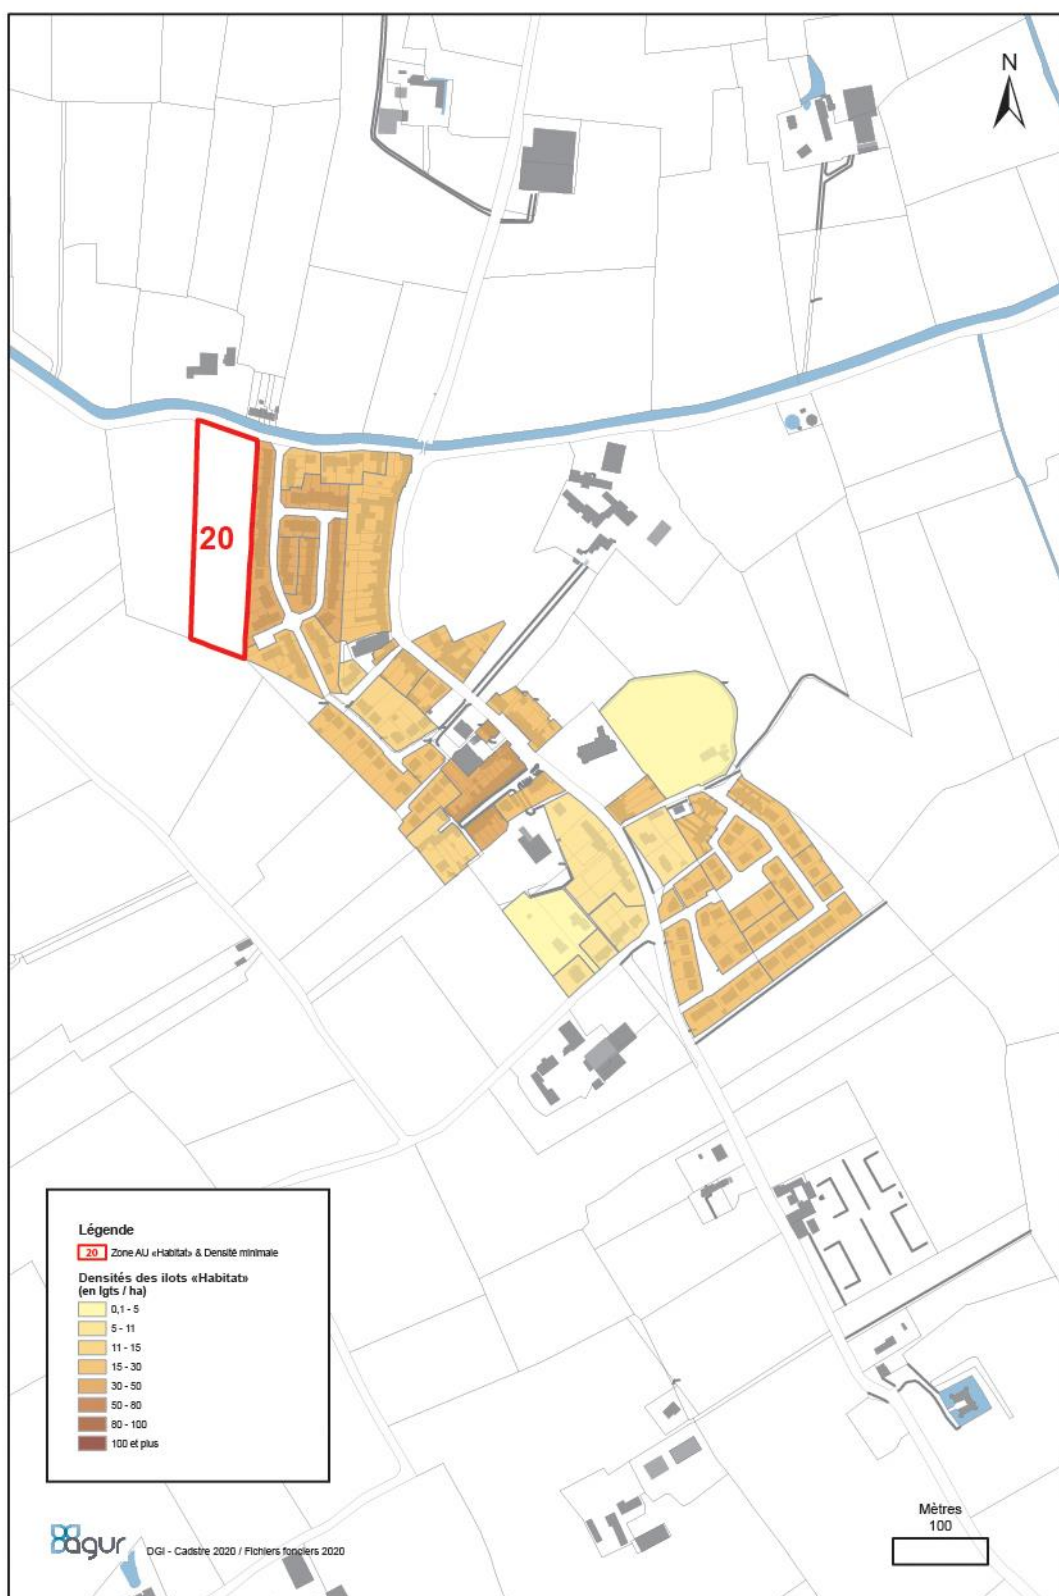 N
20
Légende
20 Zone AU «Habitat» & Densité minimale
Densités des ilots «Habitat»
(en lgts / ha)
0,1 - 5
5 - 11
11 - 15
15 - 30
30 - 50
50 - 80
80 - 100
100 et plus
agur
DGI - Cadstre 2020 / Fichiers fonciers 2020
Mètres
100